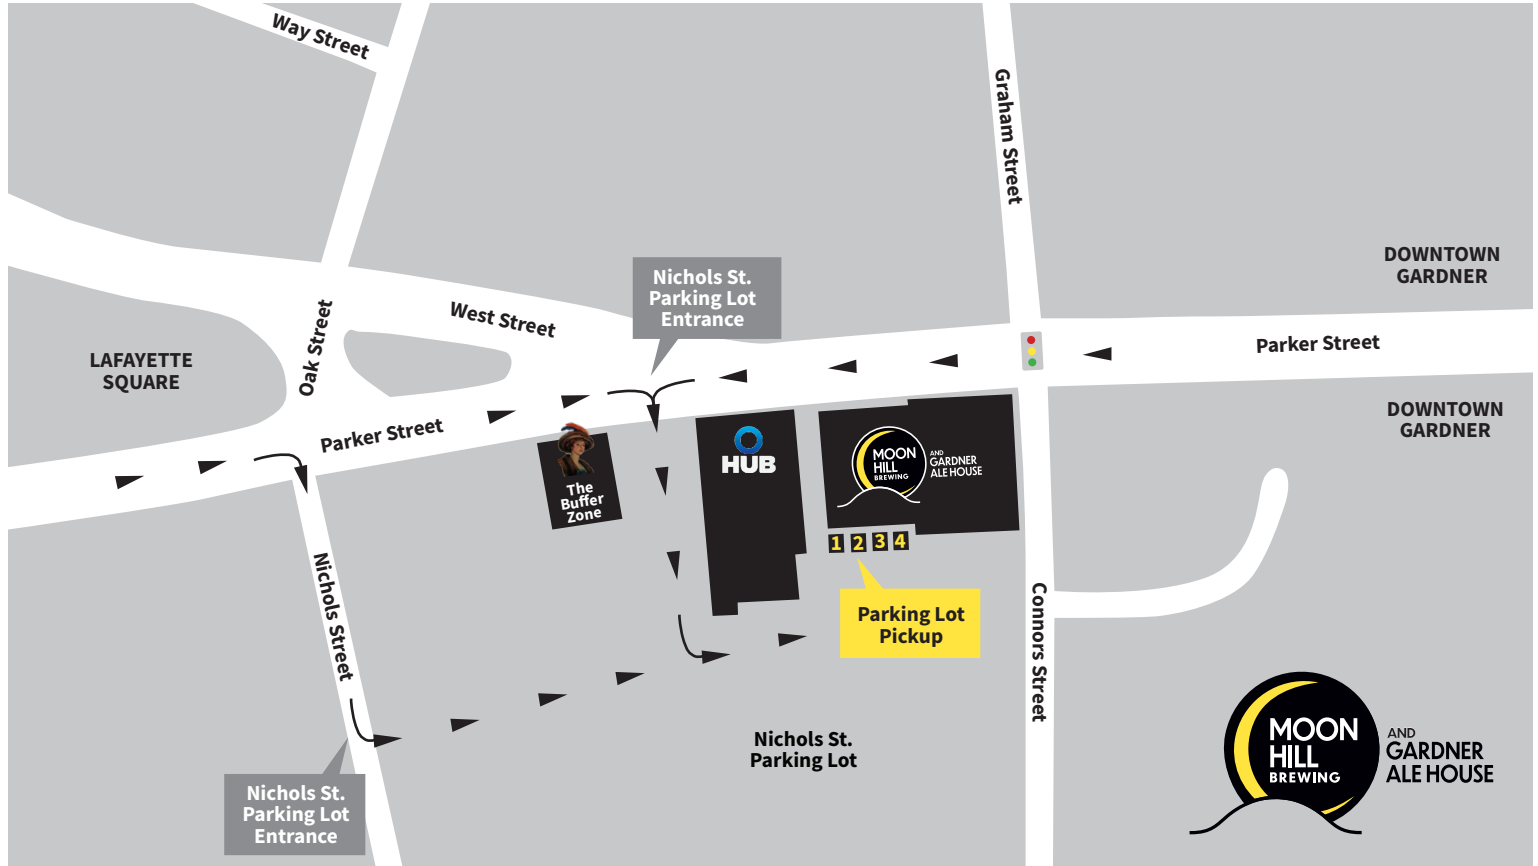 Way Street
Graham Street
DOWNTOWN
GARDNER
Nichols St.
Parking Lot
Entrance
West Street
Oak Street
Parker Street
LAFAYETTE
SQUARE
DOWNTOWN
GARDNER
Parker Street
HUB
MOON
HILL
BREWING
AND
GARDNER
ALE HOUSE
The
Buffer
Zone
1 2 3 4
Nichols Street
Parking Lot
Pickup
Connors Street
Nichols St.
Parking Lot
MOON
HILL
BREWING
AND
GARDNER
ALE HOUSE
Nichols St.
Parking Lot
Entrance